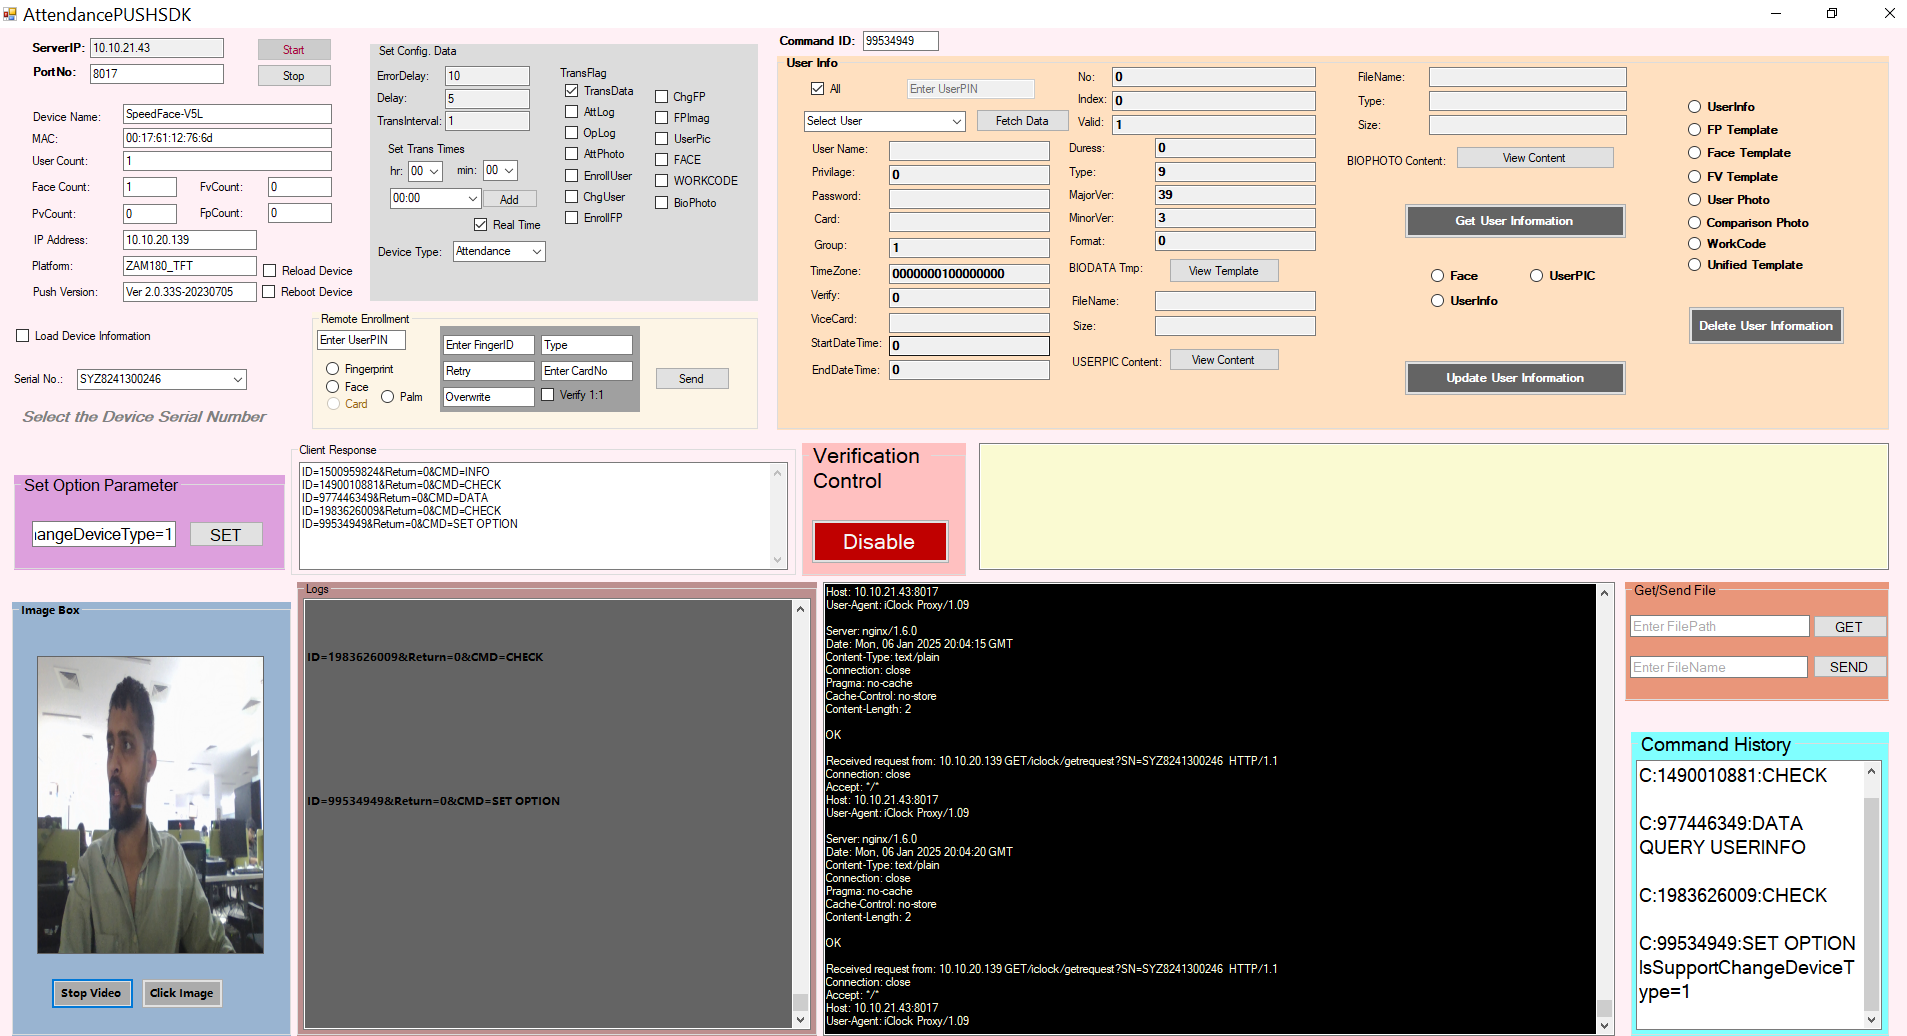 AttendancePUSHSDK
ServerIP: 10.10.21.43 Start
PortNo: 8017 Stop
Device Name: SpeedFace-V5L
MAC: 00:17:61:12:76:6d
User Count: 1
Face Count: 1 FvCount: 0
PvCount: 0 FpCount: 0
IP Address: 10.10.20.139
Platform: ZAM180_TFT Reload Device
Push Version: Ver 2.0.33S-20230705 Reboot Device
Load Device Information
Serial No.: SYZ8241300246
Select the Device Serial Number
Set Config. Data
ErrorDelay: 10
Delay: 5
TransInterval: 1
Set Trans Times
hr: 00 min: 00
00:00 Add
Real Time
Device Type: Attendance
TransFlag
TransData
AttLog
OpLog
AttPhoto
EnrollUser
ChgUser
EnrollFP
ChgFP
FPImag
UserPic
FACE
WORKCODE
BioPhoto
Remote Enrollment
Enter UserPIN
Fingerprint
Face
Card Palm
Enter FingerID Type
Retry Enter CardNo
Overwrite Verify 1:1
Send
Command ID: 99534949
User Info
All Enter UserPIN
Select User Fetch Data
User Name:
Privilage: 0
Password:
Card:
Group: 1
TimeZone: 0000000100000000
Verify: 0
ViceCard:
StartDateTime: 0
EndDateTime: 0
No: 0
Index: 0
Valid: 1
Duress: 0
Type: 9
MajorVer: 39
MinorVer: 3
Format: 0
BIODATA Tmp: View Template
FileName:
Size:
USERPIC Content: View Content
FileName:
Type:
Size:
BIOPHOTO Content: View Content
Get User Information
Face UserPIC
UserInfo
Update User Information
UserInfo
FP Template
Face Template
FV Template
User Photo
Comparison Photo
WorkCode
Unified Template
Delete User Information
Set Option Parameter
angeDeviceType=1 SET
Client Response
ID=1500959824&Return=0&CMD=INFO
ID=1490010881&Return=0&CMD=CHECK
ID=977446349&Return=0&CMD=DATA
ID=1983626009&Return=0&CMD=CHECK
ID=99534949&Return=0&CMD=SET OPTION
Verification
Control
Disable
Image Box
Stop Video Click Image
Logs
ID=1983626009&Return=0&CMD=CHECK
ID=99534949&Return=0&CMD=SET OPTION
Host: 10.10.21.43:8017
User-Agent: iClock Proxy/1.09
Server: nginx/1.6.0
Date: Mon, 06 Jan 2025 20:04:15 GMT
Content-Type: text/plain
Connection: close
Pragma: no-cache
Cache-Control: no-store
Content-Length: 2
OK
Received request from: 10.10.20.139 GET/iclock/getrequest?SN=SYZ8241300246 HTTP/1.1
Connection: close
Accept: */*
Host: 10.10.21.43:8017
User-Agent: iClock Proxy/1.09
Server: nginx/1.6.0
Date: Mon, 06 Jan 2025 20:04:20 GMT
Content-Type: text/plain
Connection: close
Pragma: no-cache
Cache-Control: no-store
Content-Length: 2
OK
Received request from: 10.10.20.139 GET/iclock/getrequest?SN=SYZ8241300246 HTTP/1.1
Connection: close
Accept: */*
Host: 10.10.21.43:8017
User-Agent: iClock Proxy/1.09
Get/Send File
Enter FilePath GET
Enter FileName SEND
Command History
C:1490010881:CHECK
C:977446349:DATA
QUERY USERINFO
C:1983626009:CHECK
C:99534949:SET OPTION
IsSupportChangeDeviceT
ype=1